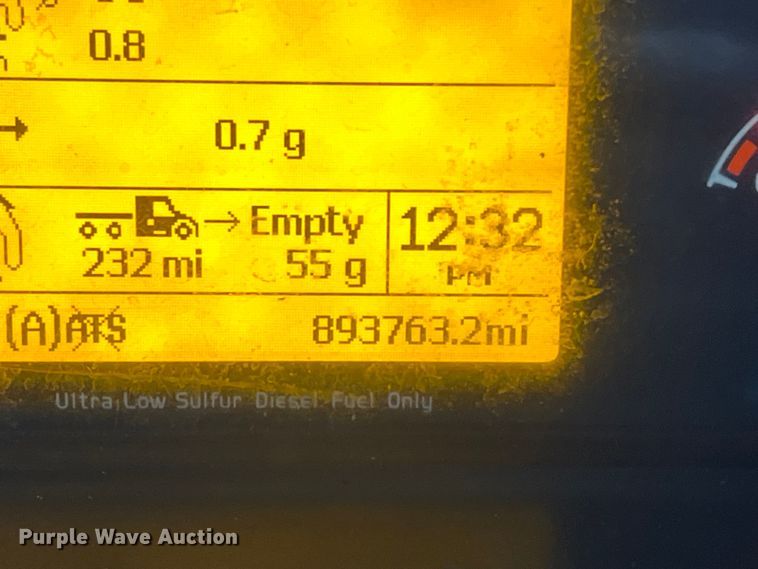 0.8
0.7 g
Empty 12:32
232 mi 55 g PM
(A) ATS 893763.2mi
Ultra Low Sulfur Diesel Fuel Only
Purple Wave Auction